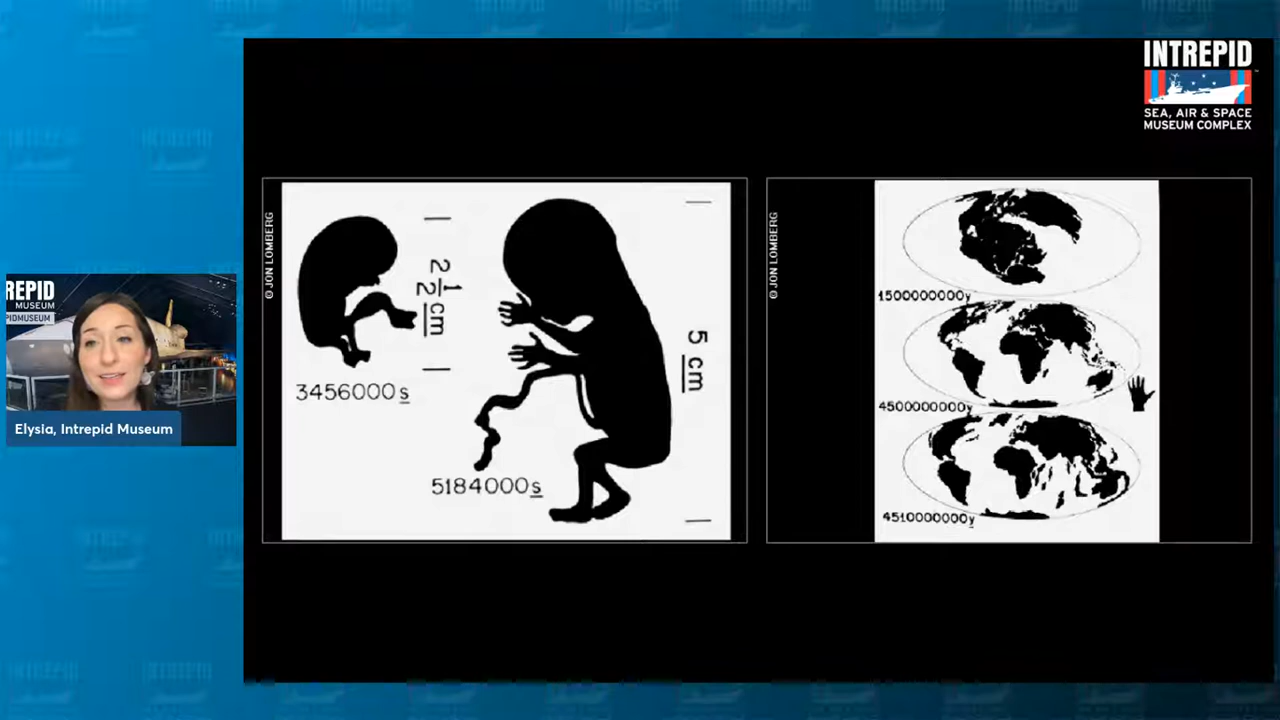 INTREPID
SEA, AIR & SPACE
MUSEUM COMPLEX
© JON LOMBERG
2 1/2 cm
5 cm
3456000s
5184000s
© JON LOMBERG
1500000000y
4500000000y
4510000000y
REPID
MUSEUM
PIDMUSEUM
Elysia, Intrepid Museum